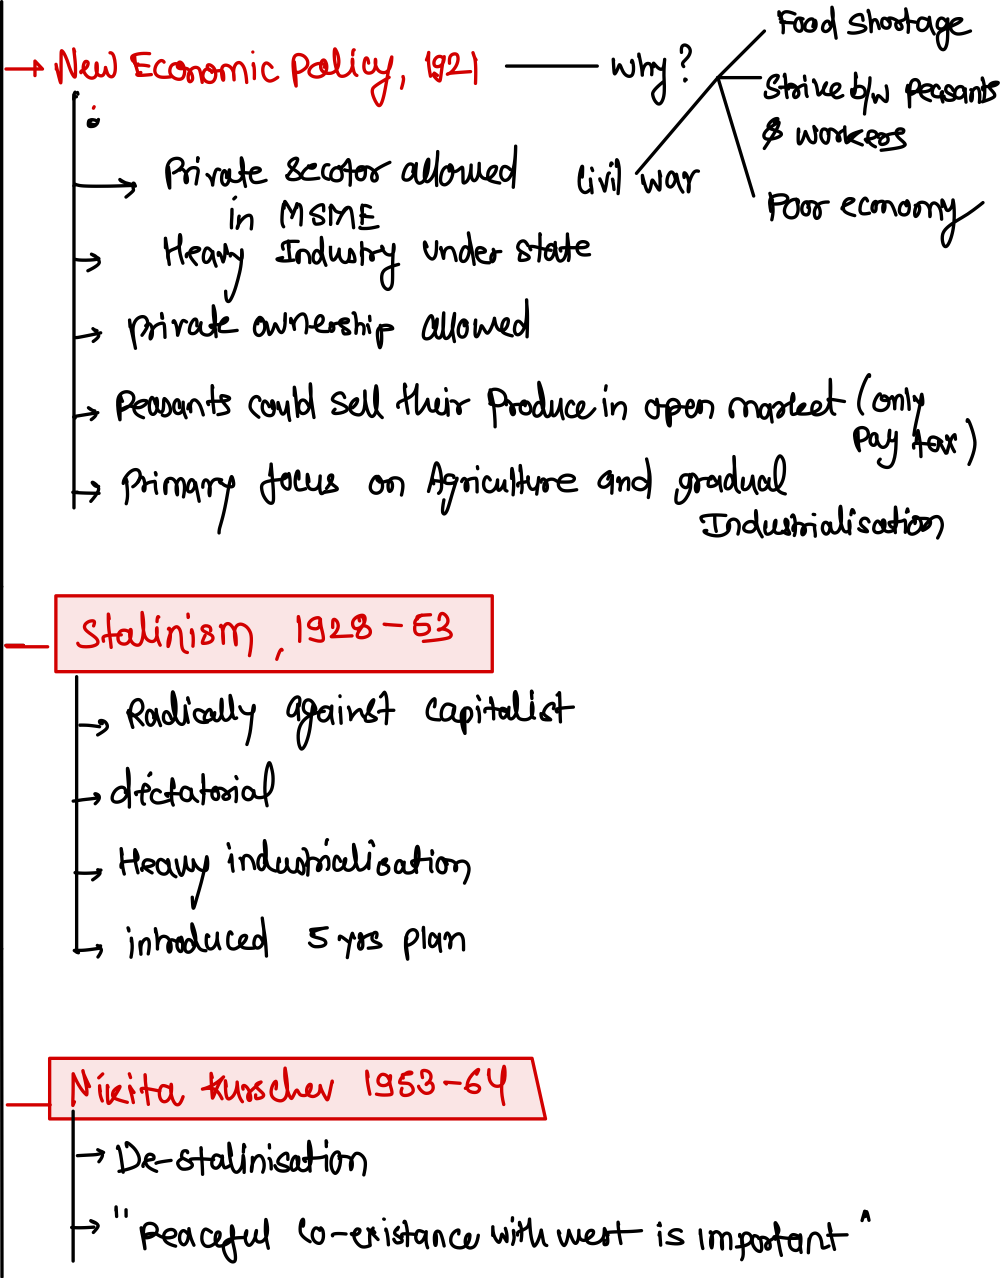 New Economic Policy, 1921
why?
Food shortage
Strike b/w peasants
& workers
Civil war
Poor economy
Private secotor allowed
in MSME
Heavy Industry under state
private ownership allowed
Peasants could sell their Produce in open market (only
pay tax)
Primary focus on Agriculture and gradual
Industrialisation
Stalinism, 1928-53
Radically against capitalist
dictatorial
Heavy industrialisation
introduced 5 yrs plan
Nikita Kurschev 1953-64
De-stalinisation
"Peaceful Co-existance with west is important"